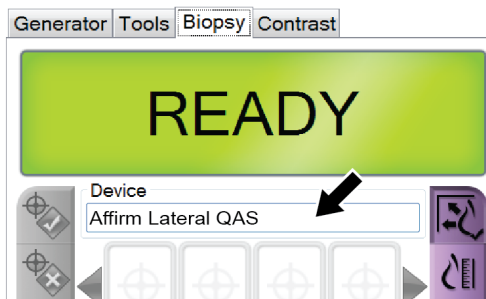 Generator Tools Biopsy Contrast
READY
Device
Affirm Lateral QAS